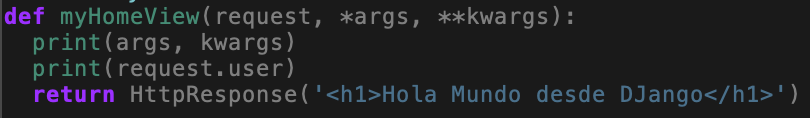 def myHomeView(request, *args, **kwargs):
  print(args, kwargs)
  print(request.user)
  return HttpResponse('<h1>Hola Mundo desde DJango</h1>')